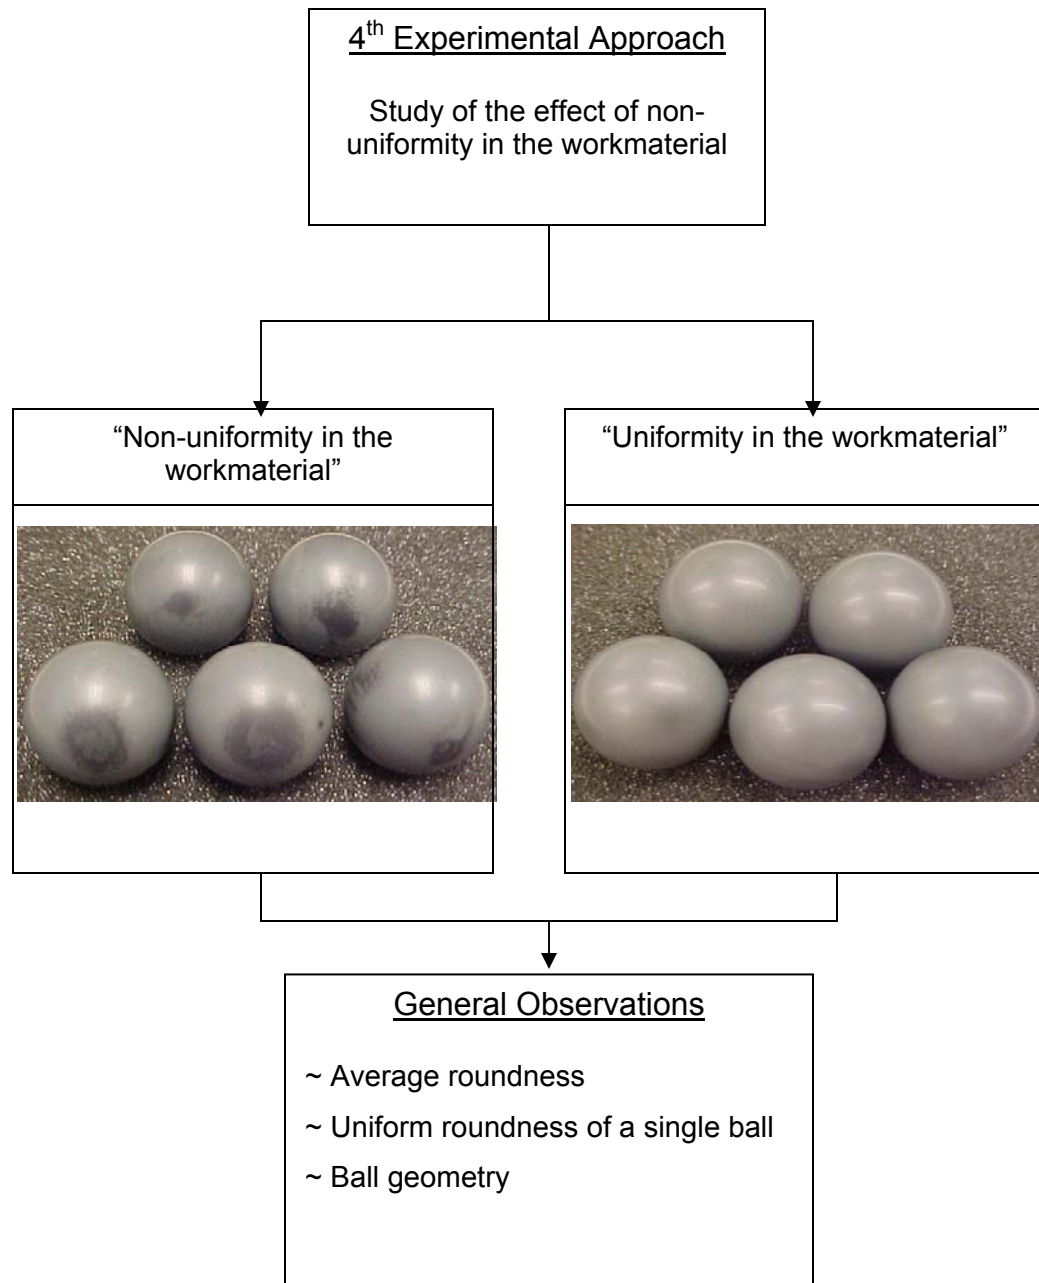 4th Experimental Approach
Study of the effect of non-
uniformity in the workmaterial
“Non-uniformity in the
workmaterial”
“Uniformity in the workmaterial”
General Observations
~ Average roundness
~ Uniform roundness of a single ball
~ Ball geometry